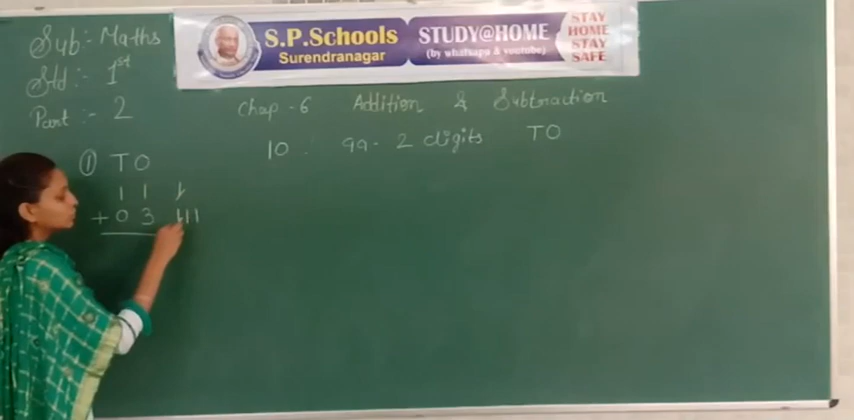 S.P.Schools
Surendranagar
STUDY@HOME
(by whatsapp & youtube)
STAY
HOME
STAY
SAFE
Sub:- Maths
Std :- 1st
Part :- 2
Chap - 6 Addition & Subtraction
10 : 99 - 2 digits TO
① TO
1 1
+ 0 3